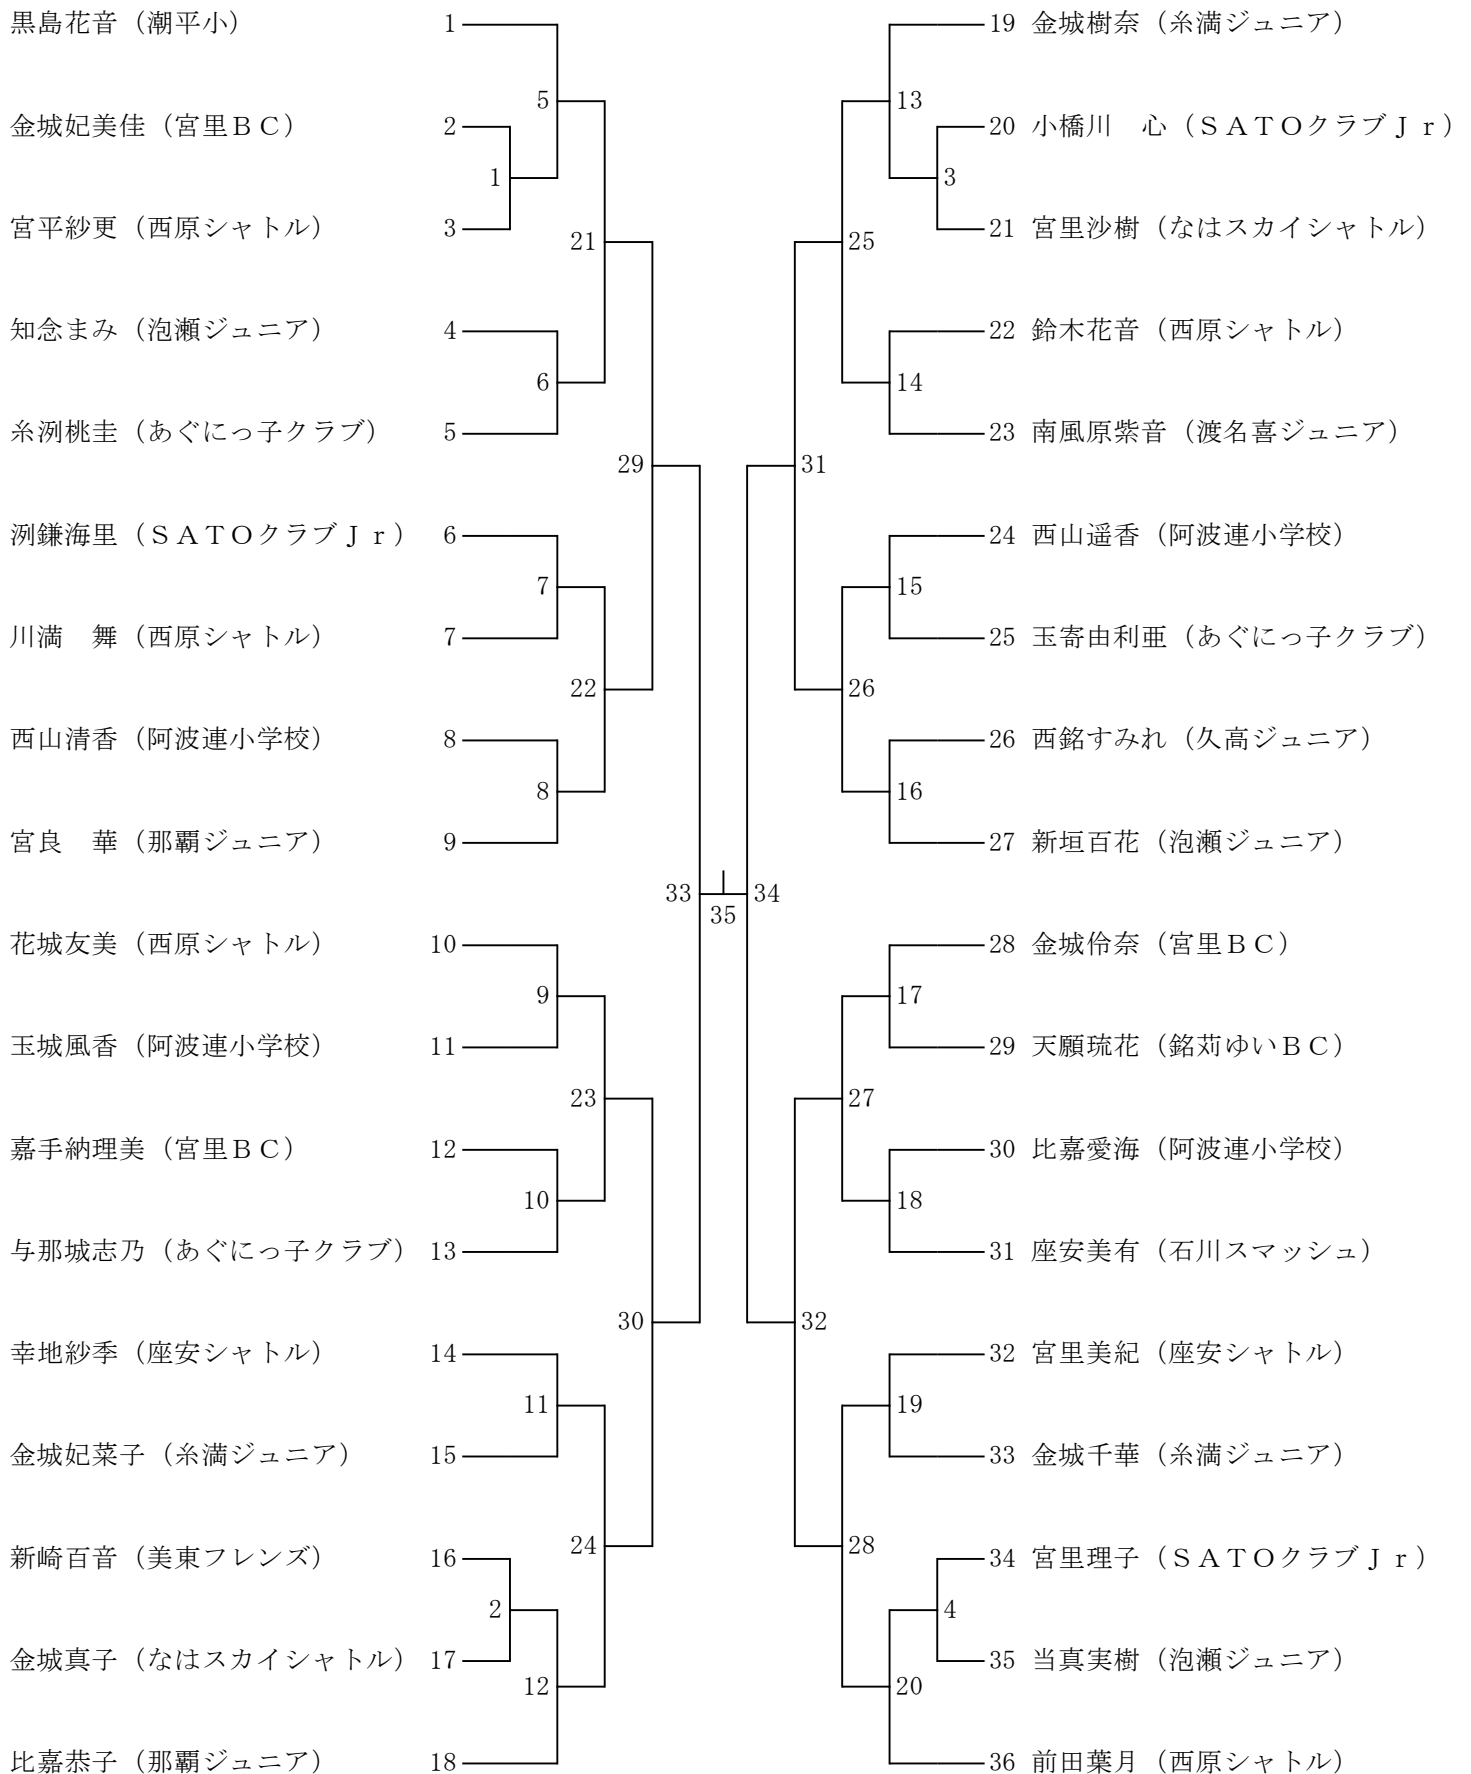 黒島花音（潮平小） 1
金城妃美佳（宮里ＢＣ） 2
宮平紗更（西原シャトル） 3
知念まみ（泡瀬ジュニア） 4
糸洌桃圭（あぐにっ子クラブ） 5
洌鎌海里（ＳＡＴＯクラブＪｒ） 6
川満　舞（西原シャトル） 7
西山清香（阿波連小学校） 8
宮良　華（那覇ジュニア） 9
花城友美（西原シャトル） 10
玉城風香（阿波連小学校） 11
嘉手納理美（宮里ＢＣ） 12
与那城志乃（あぐにっ子クラブ） 13
幸地紗季（座安シャトル） 14
金城妃菜子（糸満ジュニア） 15
新崎百音（美東フレンズ） 16
金城真子（なはスカイシャトル） 17
比嘉恭子（那覇ジュニア） 18
5
1
21
6
29
7
22
8
33
35
34
9
23
10
30
11
24
2
12
13
3
25
14
31
15
26
16
17
27
18
32
19
28
4
20
19 金城樹奈（糸満ジュニア）
20 小橋川　心（ＳＡＴＯクラブＪｒ）
21 宮里沙樹（なはスカイシャトル）
22 鈴木花音（西原シャトル）
23 南風原紫音（渡名喜ジュニア）
24 西山遥香（阿波連小学校）
25 玉寄由利亜（あぐにっ子クラブ）
26 西銘すみれ（久高ジュニア）
27 新垣百花（泡瀬ジュニア）
28 金城伶奈（宮里ＢＣ）
29 天願琉花（銘苅ゆいＢＣ）
30 比嘉愛海（阿波連小学校）
31 座安美有（石川スマッシュ）
32 宮里美紀（座安シャトル）
33 金城千華（糸満ジュニア）
34 宮里理子（ＳＡＴＯクラブＪｒ）
35 当真実樹（泡瀬ジュニア）
36 前田葉月（西原シャトル）